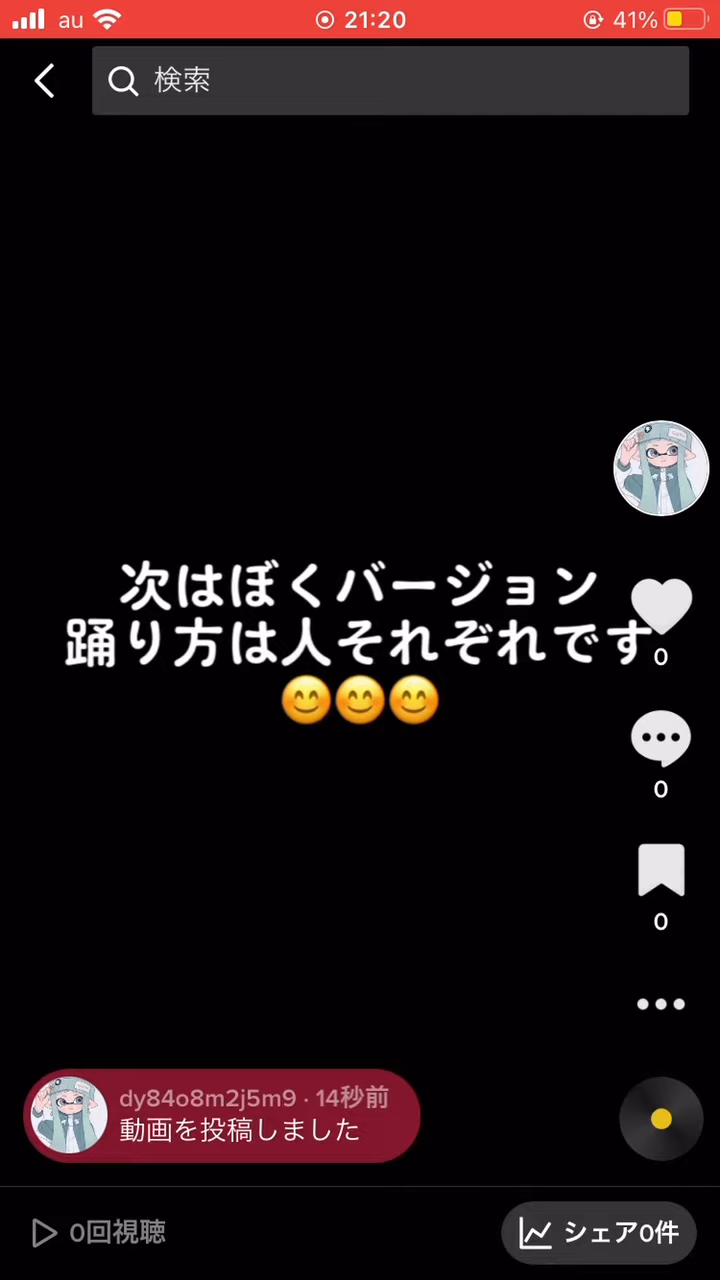 au 21:20 41%
検索
次はぼくバージョン
踊り方は人それぞれです
😊😊😊
0
0
0
dy84o8m2j5m9 · 14秒前
動画を投稿しました
0回視聴
シェア0件